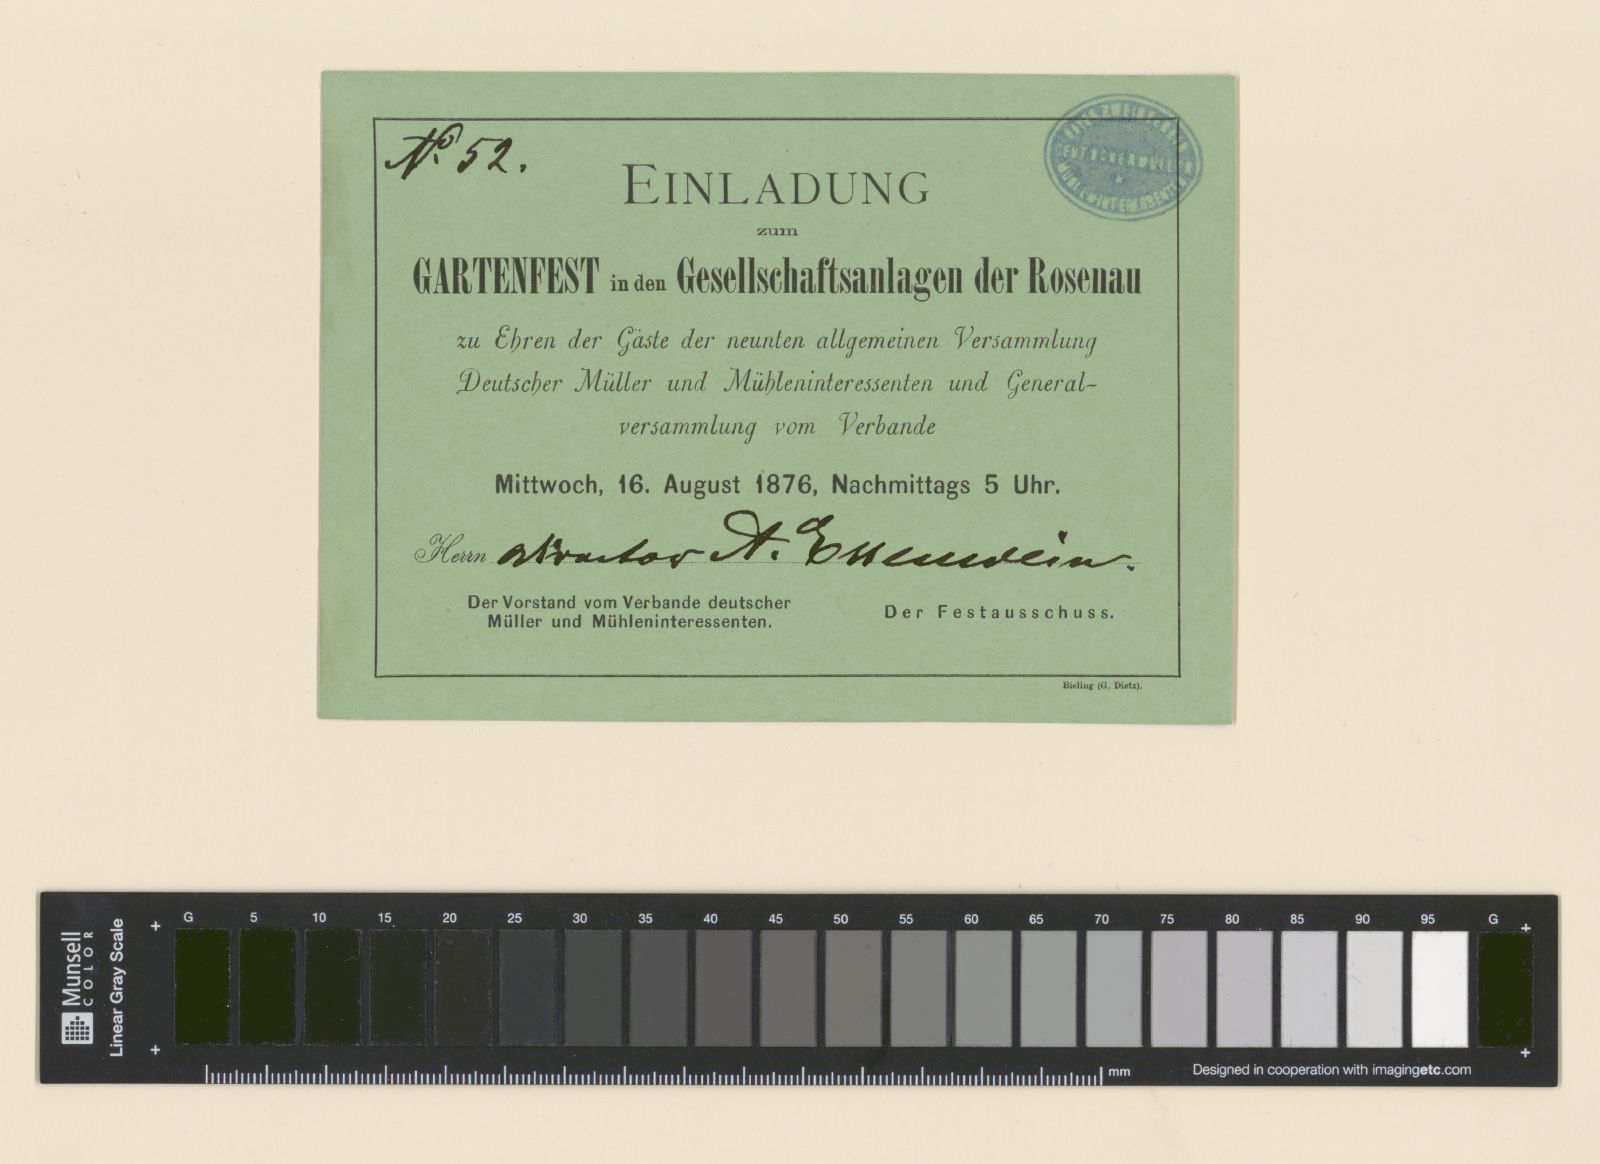 No. 52.
EINLADUNG
zum
GARTENFEST in den Gesellschaftsanlagen der Rosenau
zu Ehren der Gäste der neunten allgemeinen Versammlung
Deutscher Müller und Mühleninteressenten und General-
versammlung vom Verbande
Mittwoch, 16. August 1876, Nachmittags 5 Uhr.
Herrn Director A. Essenwein.
Der Vorstand vom Verbande deutscher
Müller und Mühleninteressenten.
Der Festausschuss.
Bieling (G. Dietz).
Munsell
COLOR
Linear Gray Scale
G 5 10 15 20 25 30 35 40 45 50 55 60 65 70 75 80 85 90 95 G
mm
Designed in cooperation with imagingetc.com